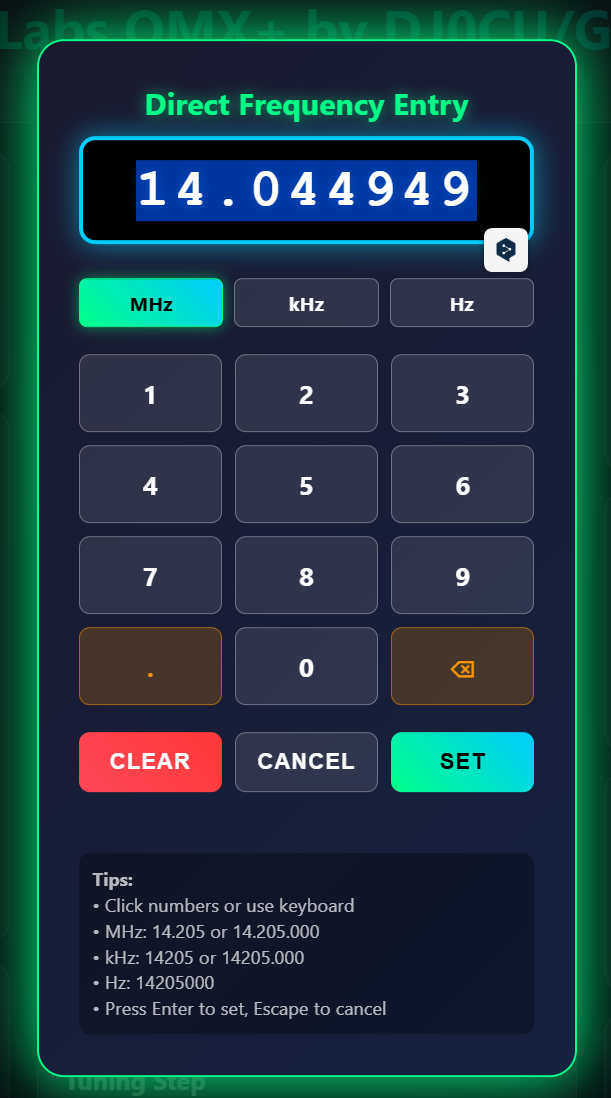 Labs QMX+ by DJ0CU/G
Direct Frequency Entry
14.044949
MHz kHz Hz
1 2 3
4 5 6
7 8 9
. 0 ⌫
CLEAR CANCEL SET
Tips:
• Click numbers or use keyboard
• MHz: 14.205 or 14.205.000
• kHz: 14205 or 14205.000
• Hz: 14205000
• Press Enter to set, Escape to cancel
Tuning Step